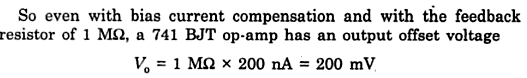 So even with bias current compensation and with the feedback
resistor of 1 MΩ, a 741 BJT op-amp has an output offset voltage
V₀ = 1 MΩ × 200 nA = 200 mV